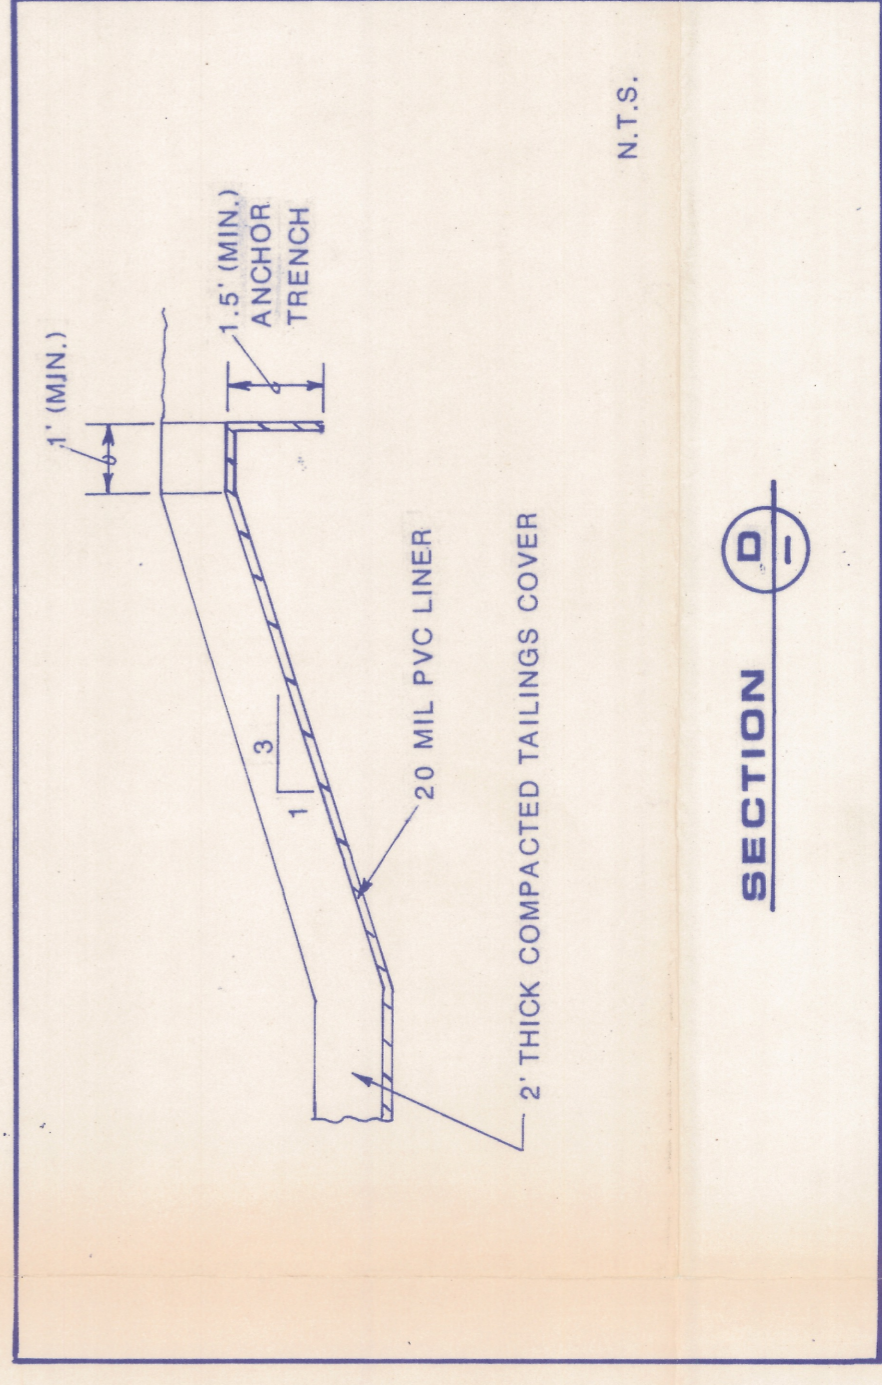 1' (MIN.)
1.5' (MIN.)
ANCHOR
TRENCH
3
1
20 MIL PVC LINER
2' THICK COMPACTED TAILINGS COVER
N.T.S.
SECTION D
—